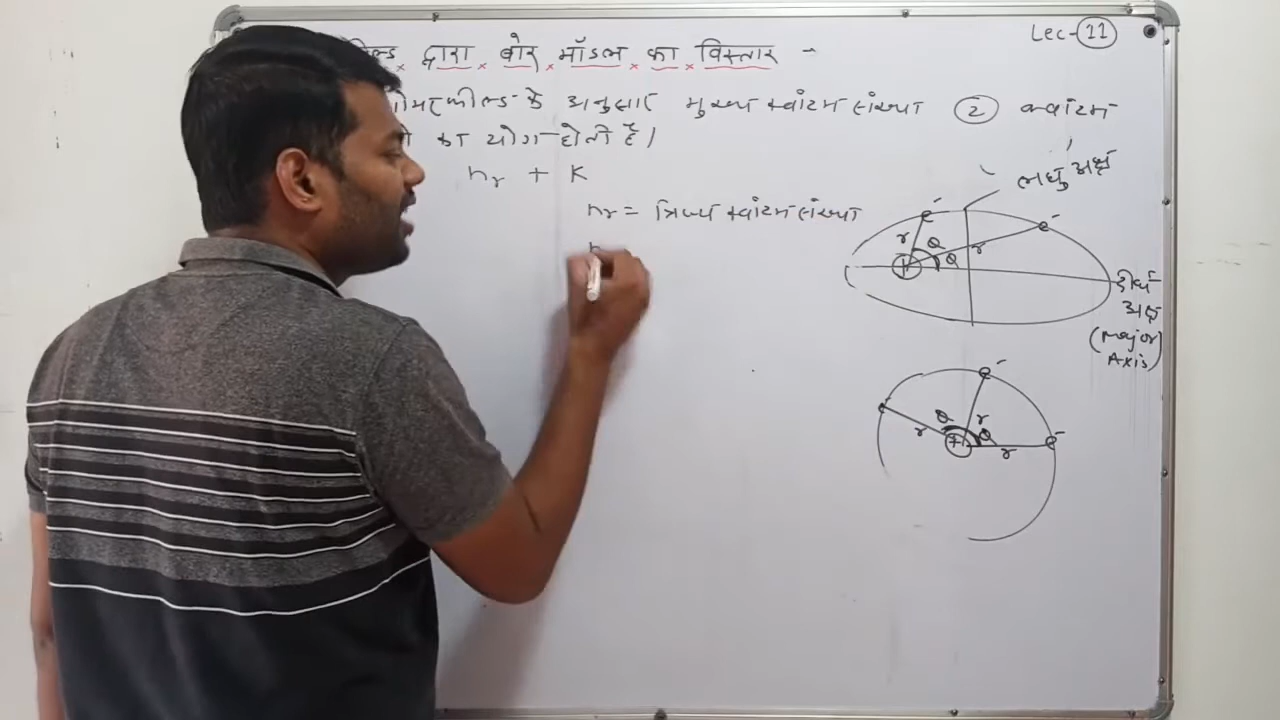 Lec-11
द्वारा बोर मॉडल का विस्तार -
के अनुसार मुख्य क्वांटम संख्या 2 क्वांटम
का योग होती है।
nr + K
nr = त्रिज्य क्वांटम संख्या
लघु अक्ष
e-
e-
r
θ
r
θ
+
दीर्घ
अक्ष
(major
Axis)
e-
θ
r
r
θ
+
r
e-